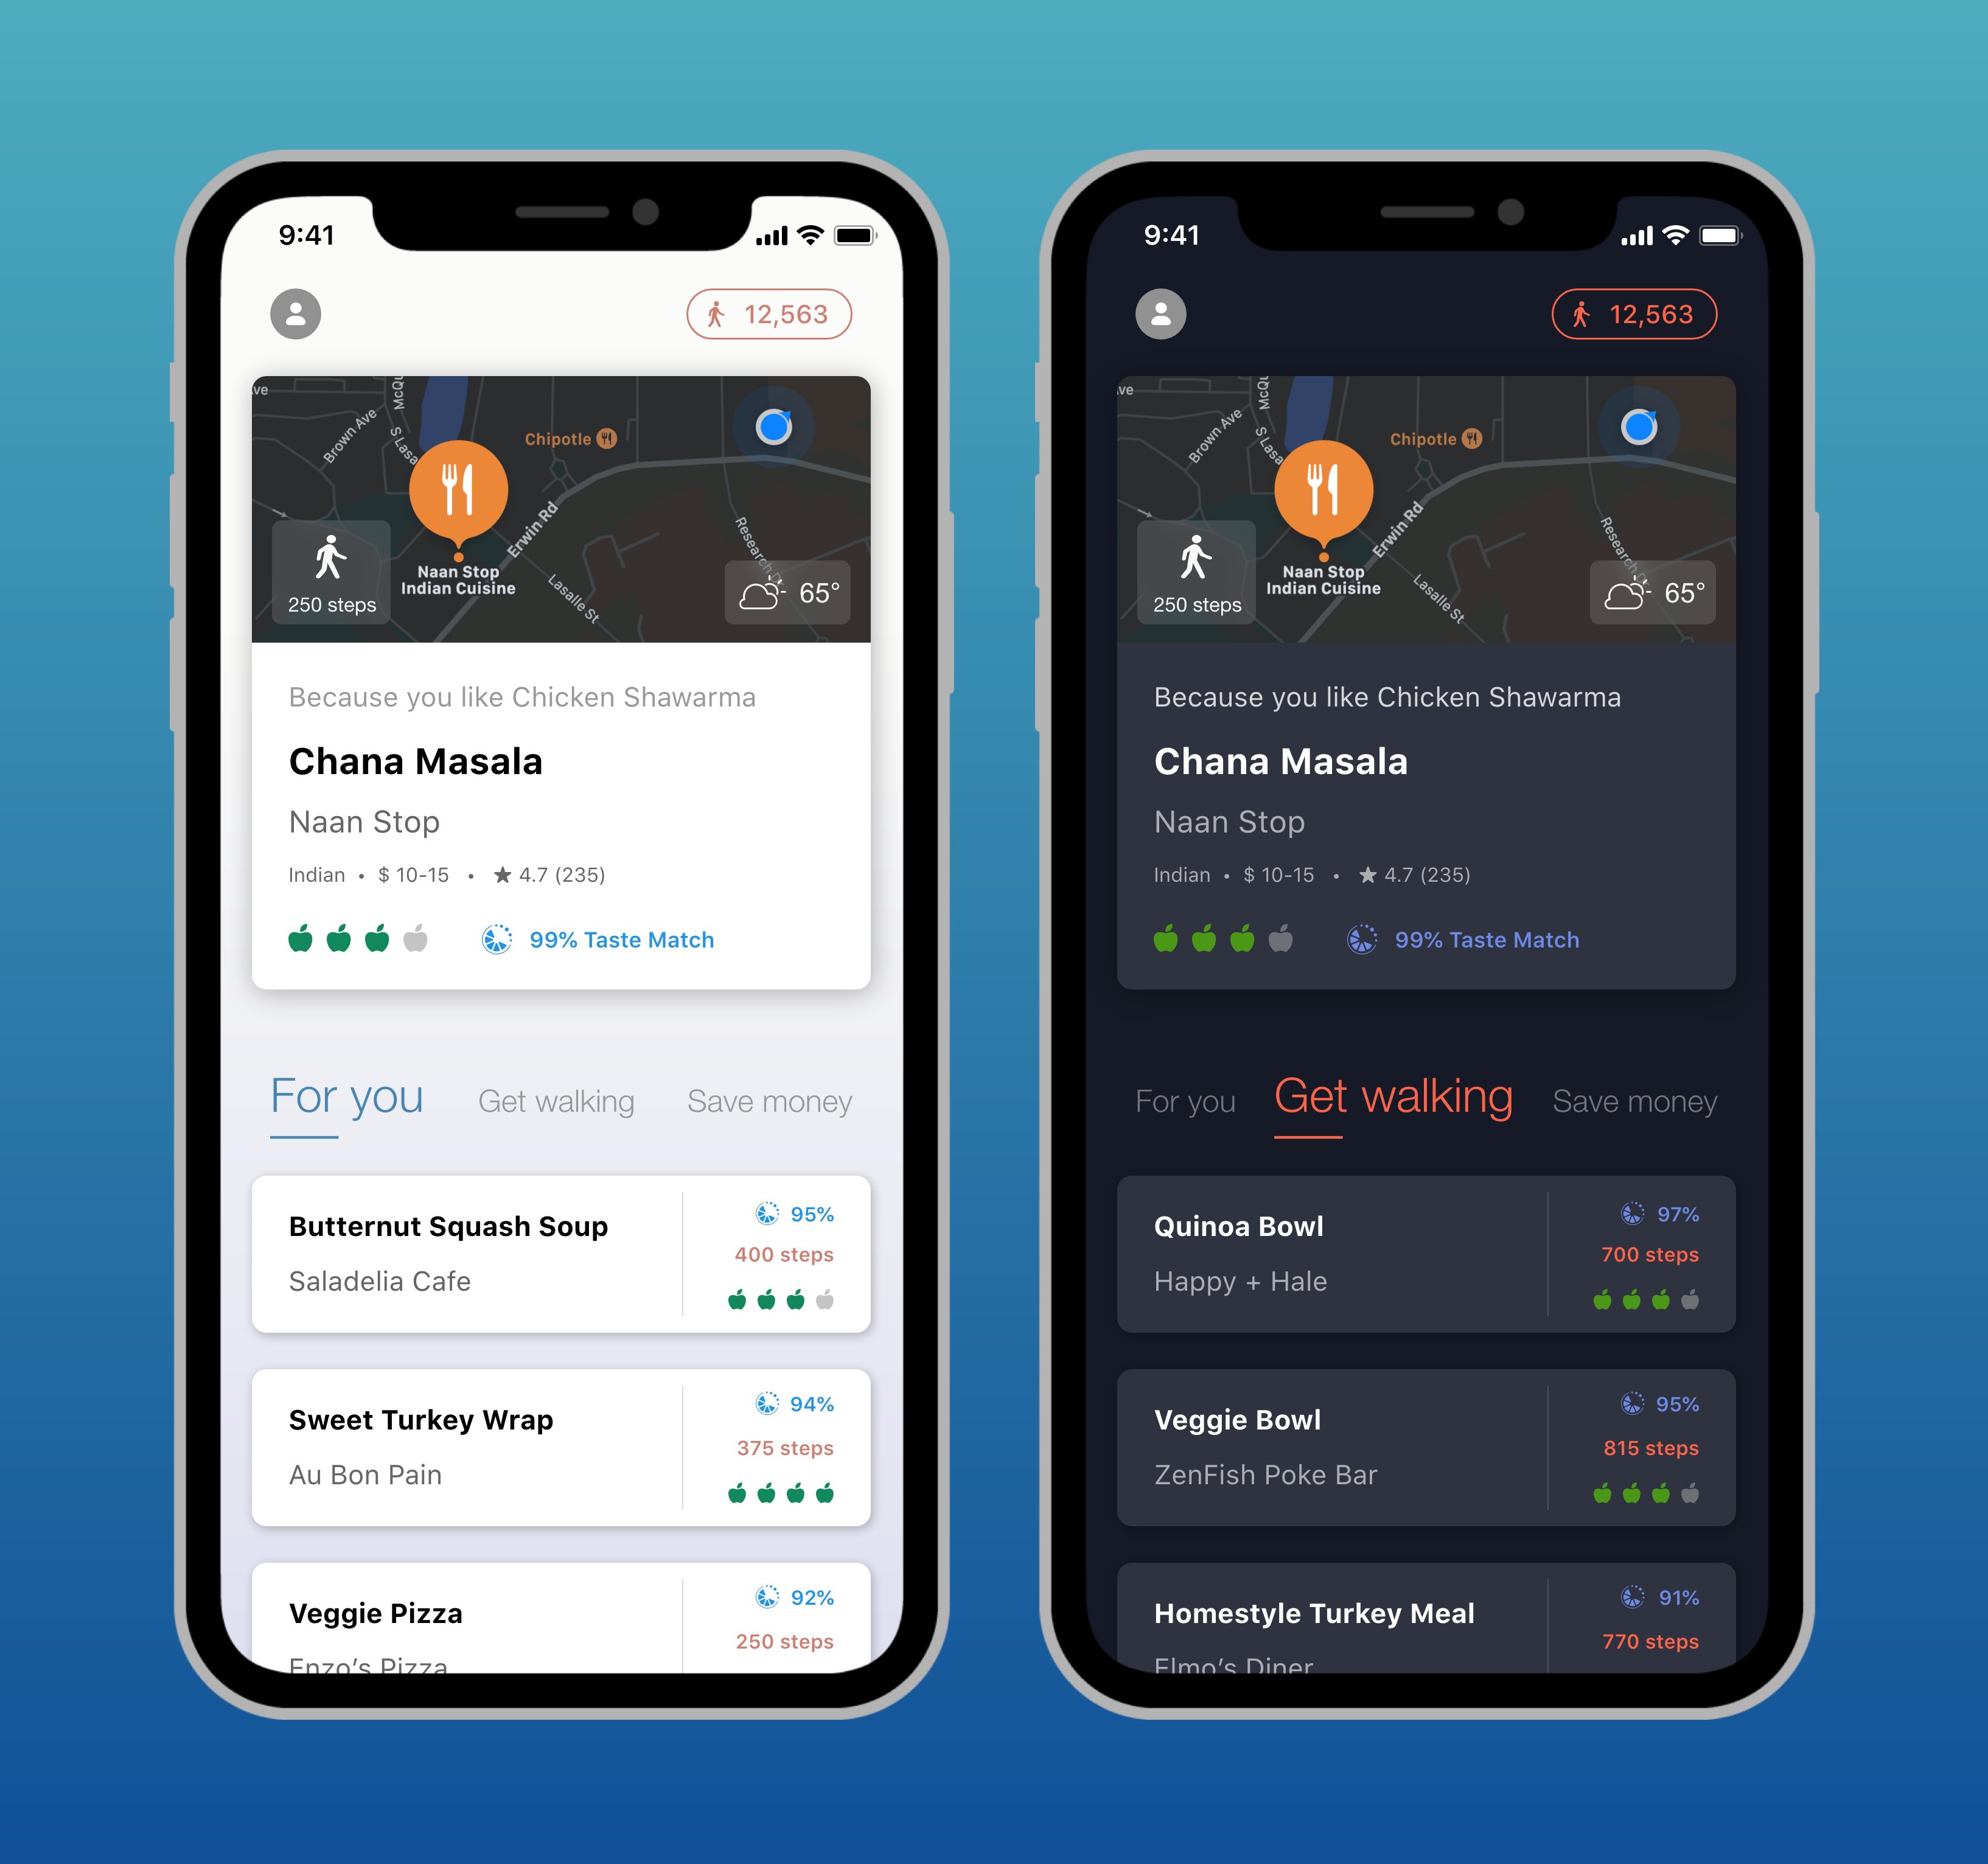 9:41
12,563
ve
McQu
Brown Ave
S Lasa
Chipotle
Erwin Rd
Research
Naan Stop
Indian Cuisine
Lasalle St
250 steps
65°
Because you like Chicken Shawarma
Chana Masala
Naan Stop
Indian • $ 10-15 • ★ 4.7 (235)
99% Taste Match
For you Get walking Save money
Butternut Squash Soup
Saladelia Cafe
95%
400 steps
Sweet Turkey Wrap
Au Bon Pain
94%
375 steps
Veggie Pizza
Enzo's Pizza
92%
250 steps
9:41
12,563
ve
McQu
Brown Ave
S Lasa
Chipotle
Erwin Rd
Research
Naan Stop
Indian Cuisine
Lasalle St
250 steps
65°
Because you like Chicken Shawarma
Chana Masala
Naan Stop
Indian • $ 10-15 • ★ 4.7 (235)
99% Taste Match
For you Get walking Save money
Quinoa Bowl
Happy + Hale
97%
700 steps
Veggie Bowl
ZenFish Poke Bar
95%
815 steps
Homestyle Turkey Meal
Elmo's Diner
91%
770 steps